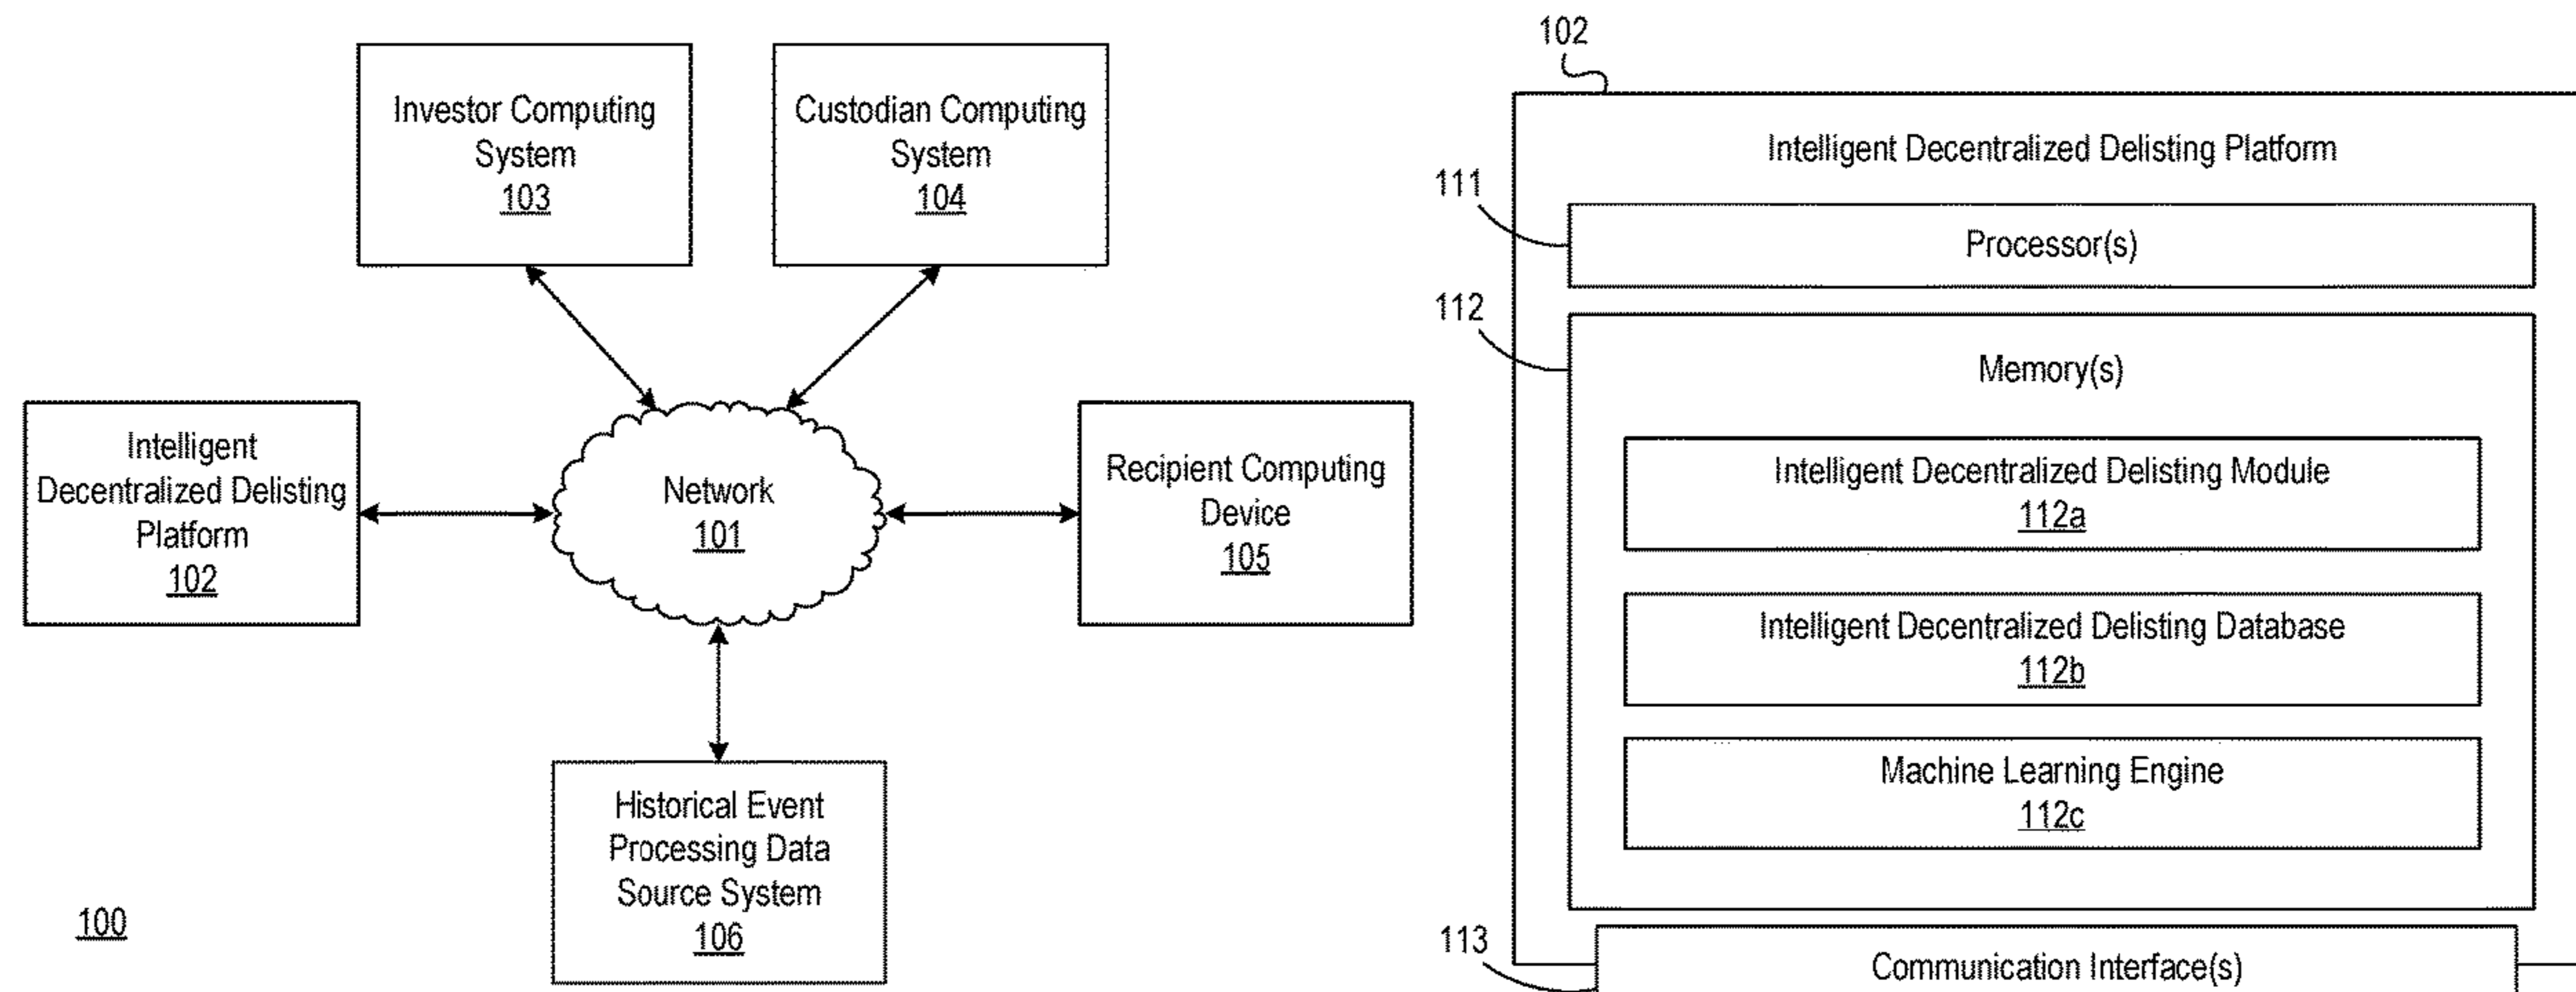 Investor Computing
System
103
Custodian Computing
System
104
Intelligent
Decentralized Delisting
Platform
102
Network
101
Recipient Computing
Device
105
Historical Event
Processing Data
Source System
106
100
102
Intelligent Decentralized Delisting Platform
111
Processor(s)
112
Memory(s)
Intelligent Decentralized Delisting Module
112a
Intelligent Decentralized Delisting Database
112b
Machine Learning Engine
112c
113
Communication Interface(s)